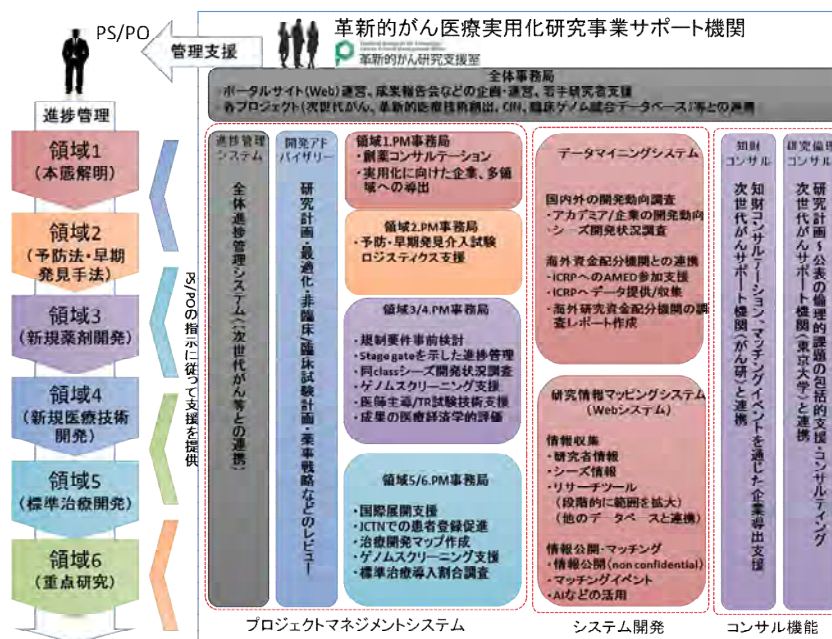 PS/PO
管理支援
革新的がん医療実用化研究事業サポート機関
革新的がん研究支援室
全体事務局
・ポータルサイト(Web)運営、成果報告会などの企画・運営、若手研究者支援
・各プロジェクト(次世代がん、革新的医療技術創出、CIN、臨床ゲノム統合データベース)等との連携
進捗管理
領域1
(本態解明)
領域2
(予防法・早期
発見手法)
領域3
(新規薬剤開発)
領域4
(新規医療技術
開発)
領域5
(標準治療開発)
領域6
(重点研究)
PS/POの指示に従って支援を提供
進捗管理
システム
全体進捗管理システム(次世代がん等との連携)
開発アド
バイザリー
研究計画・最適化・非臨床/臨床試験計画・薬事戦略などのレビュー
領域1.PM事務局
・創薬コンサルテーション
・実用化に向けた企業、多領
域への導出
領域2.PM事務局
・予防・早期発見介入試験
ロジスティクス支援
領域3/4.PM事務局
・規制要件事前検討
・Stage gateを示した進捗管理
・同classシーズ開発状況調査
・ゲノムスクリーニング支援
・医師主導/TR試験技術支援
・成果の医療経済学的評価
領域5/6.PM事務局
・国際展開支援
・JCTNでの患者登録促進
・治療開発マップ作成
・ゲノムスクリーニング支援
・標準治療導入割合調査
データマイニングシステム
国内外の開発動向調査
・アカデミア/企業の開発動向
・シーズ開発状況調査
海外資金配分機関との連携
・ICRPへのAMED参加支援
・ICRPへデータ提供/収集
・海外研究資金配分機関の調
査レポート作成
研究情報マッピングシステム
(Webシステム)
情報収集
・研究者情報
・シーズ情報
・リサーチツール
(段階的に範囲を拡大)
(他のデータベースと連携)
情報公開・マッチング
・情報公開(non confidential)
・マッチングイベント
・AIなどの活用
知財
コンサル
知財コンサルテーション、マッチングイベントを通じた企業導出支援
次世代がんサポート機関(がん研)と連携
研究倫理
コンサル
研究計画~公表の倫理的課題の包括的支援・コンサルティング
次世代がんサポート機関(東京大学)と連携
プロジェクトマネジメントシステム
システム開発
コンサル機能